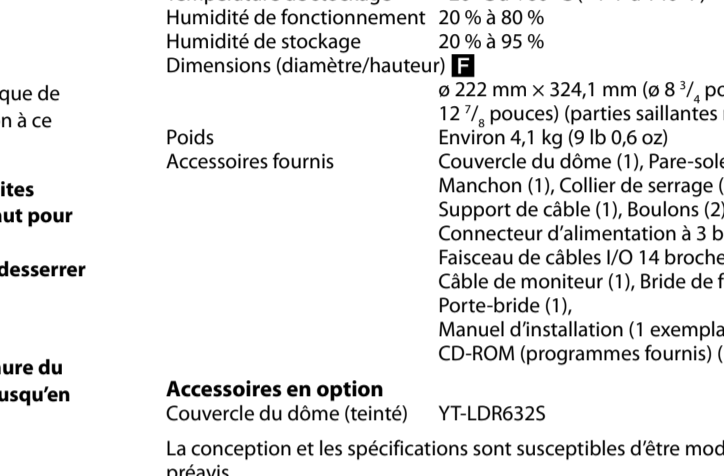 que de
n à ce
ites
ut pour
desserrer
ure du
usqu'en
Humidité de fonctionnement 20 % à 80 %
Humidité de stockage 20 % à 95 %
Dimensions (diamètre/hauteur) F
ø 222 mm × 324,1 mm (ø 8 3/4 po
12 7/8 pouces) (parties saillantes
Poids Environ 4,1 kg (9 lb 0,6 oz)
Accessoires fournis Couvercle du dôme (1), Pare-sole
Manchon (1), Collier de serrage (
Support de câble (1), Boulons (2)
Connecteur d'alimentation à 3 b
Faisceau de câbles I/O 14 broche
Câble de moniteur (1), Bride de f
Porte-bride (1),
Manuel d'installation (1 exempla
CD-ROM (programmes fournis) (
Accessoires en option
Couvercle du dôme (teinté) YT-LDR632S
La conception et les spécifications sont susceptibles d'être mod
préavis